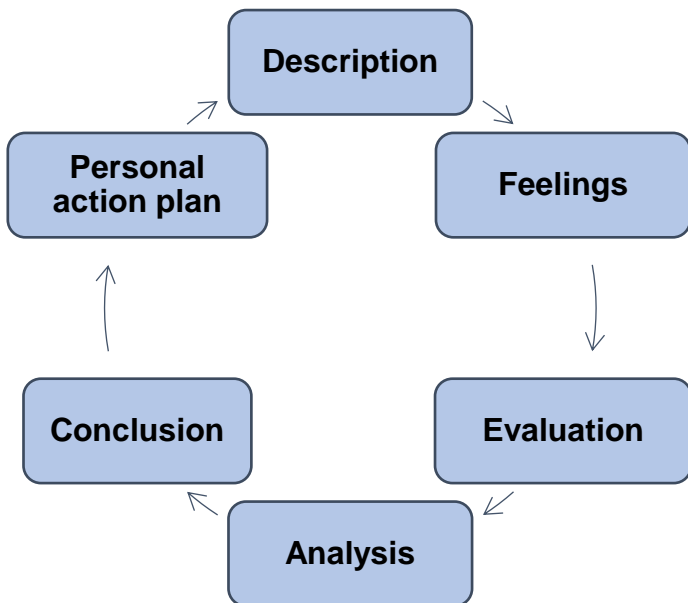 Description
Feelings
Evaluation
Analysis
Conclusion
Personal
action plan